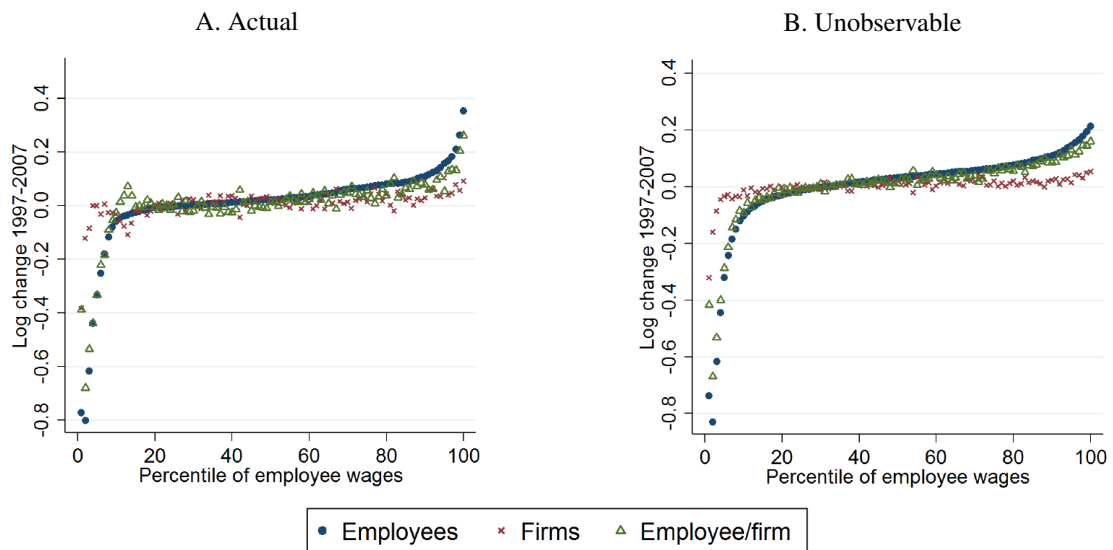 A. Actual
B. Unobservable
Log change 1997-2007
0.4
0.2
0.0
-0.2
-0.4
-0.6
-0.8
0 20 40 60 80 100
Percentile of employee wages
Log change 1997-2007
0.4
0.2
0.0
-0.2
-0.4
-0.6
-0.8
0 20 40 60 80 100
Percentile of employee wages
Employees Firms Employee/firm